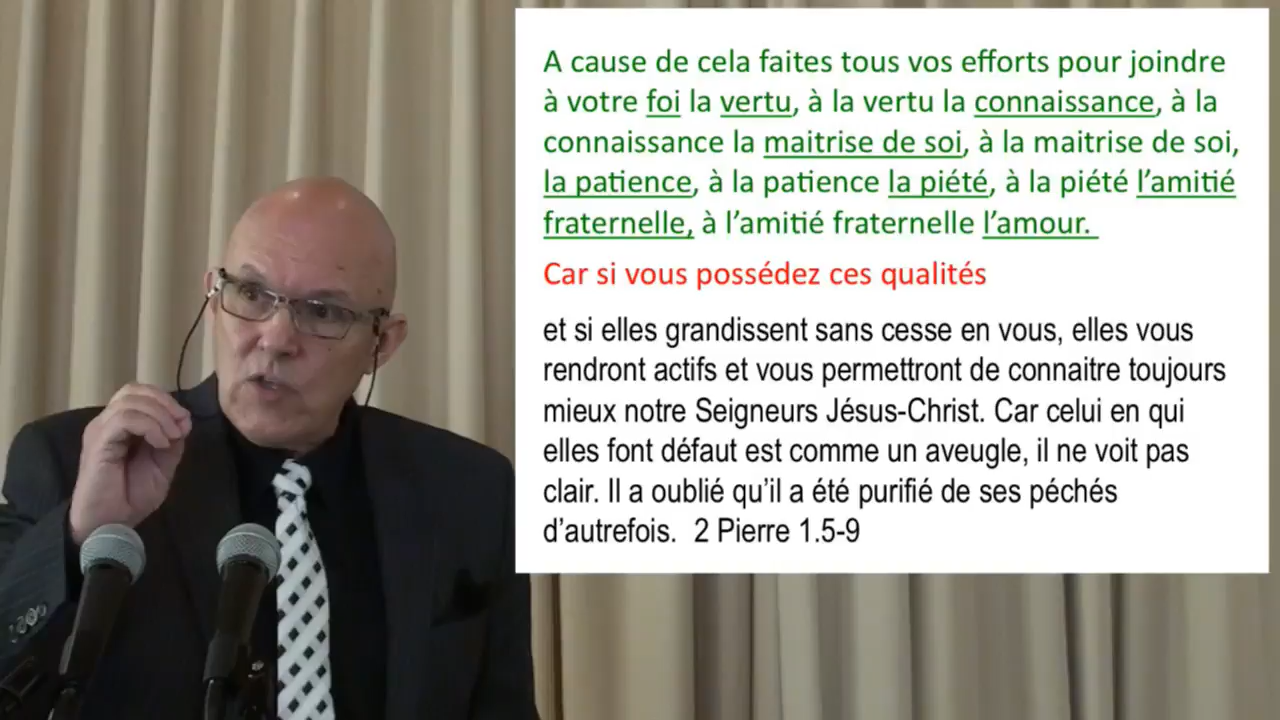 A cause de cela faites tous vos efforts pour joindre
à votre foi la vertu, à la vertu la connaissance, à la
connaissance la maitrise de soi, à la maitrise de soi,
la patience, à la patience la piété, à la piété l’amitié
fraternelle, à l’amitié fraternelle l’amour.
Car si vous possédez ces qualités
et si elles grandissent sans cesse en vous, elles vous
rendront actifs et vous permettront de connaitre toujours
mieux notre Seigneurs Jésus-Christ. Car celui en qui
elles font défaut est comme un aveugle, il ne voit pas
clair. Il a oublié qu’il a été purifié de ses péchés
d’autrefois.  2 Pierre 1.5-9